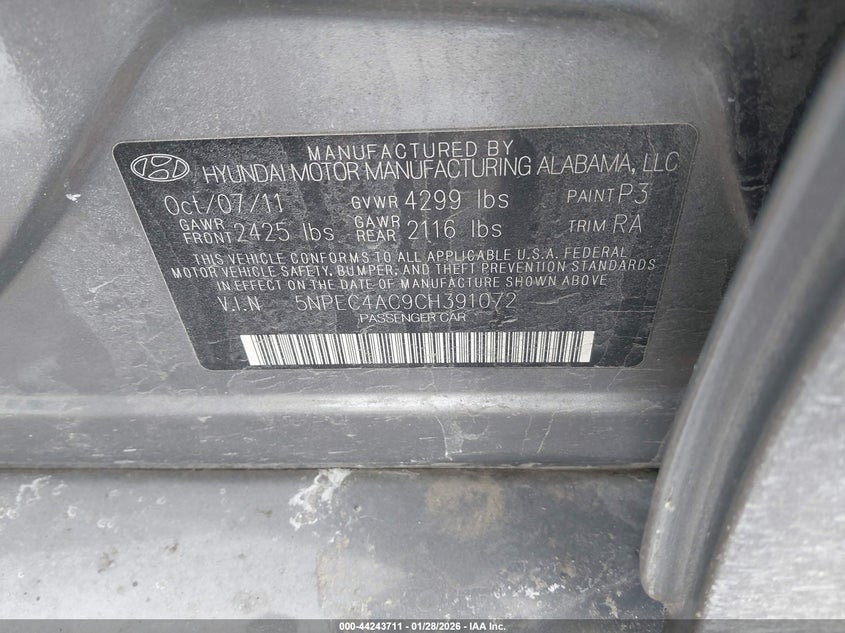 MANUFACTURED BY
HYUNDAI MOTOR MANUFACTURING ALABAMA, LLC
Oct/07/11 GVWR 4299 lbs PAINT P3
GAWR FRONT 2425 lbs GAWR REAR 2116 lbs TRIM RA
THIS VEHICLE CONFORMS TO ALL APPLICABLE U.S.A. FEDERAL
MOTOR VEHICLE SAFETY, BUMPER, AND THEFT PREVENTION STANDARDS
IN EFFECT ON THE DATE OF MANUFACTURE SHOWN ABOVE
V.I.N 5NPEC4AC9CH391072
PASSENGER CAR
000-44243711 - 01/28/2026 - IAA Inc.